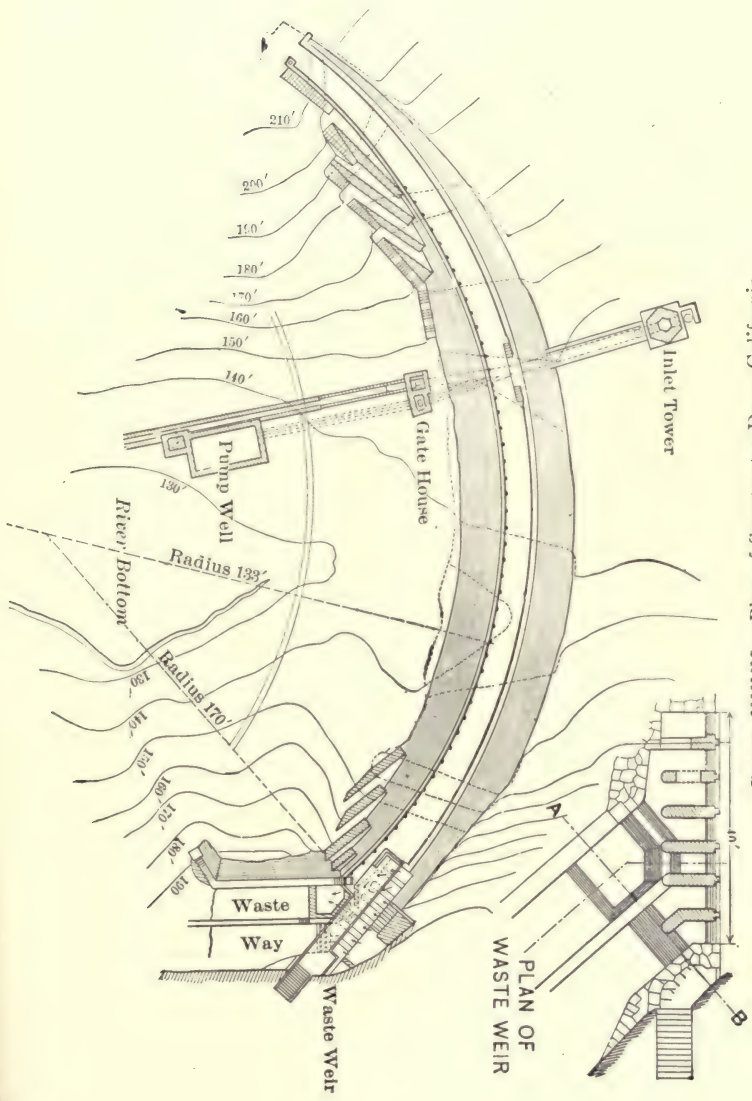 210'
200'
190'
180'
170'
160'
150'
140'
130'
Inlet Tower
Gate House
Pump Well
River Bottom
Radius 133'
Radius 170'
130'
140'
150'
160'
170'
180'
190
Waste
Way
Waste Weir
A
B
PLAN OF
WASTE WEIR